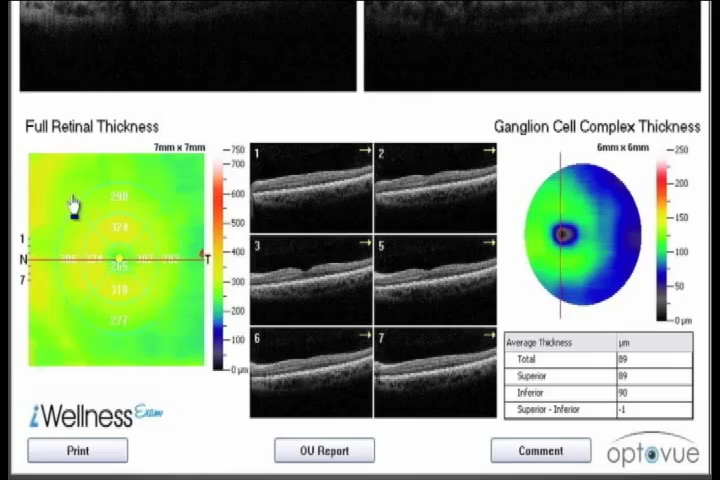 Full Retinal Thickness
Ganglion Cell Complex Thickness
7mm x 7mm
6mm x 6mm
750
700
600
500
400
300
200
100
0 µm
290
324
265
310
277
1
N
7
T
1
2
3
5
6
7
250
200
150
100
50
0 µm
Average Thickness µm
Total 89
Superior 89
Inferior 90
Superior - Inferior -1
iWellness Exam
optovue
Print
OU Report
Comment